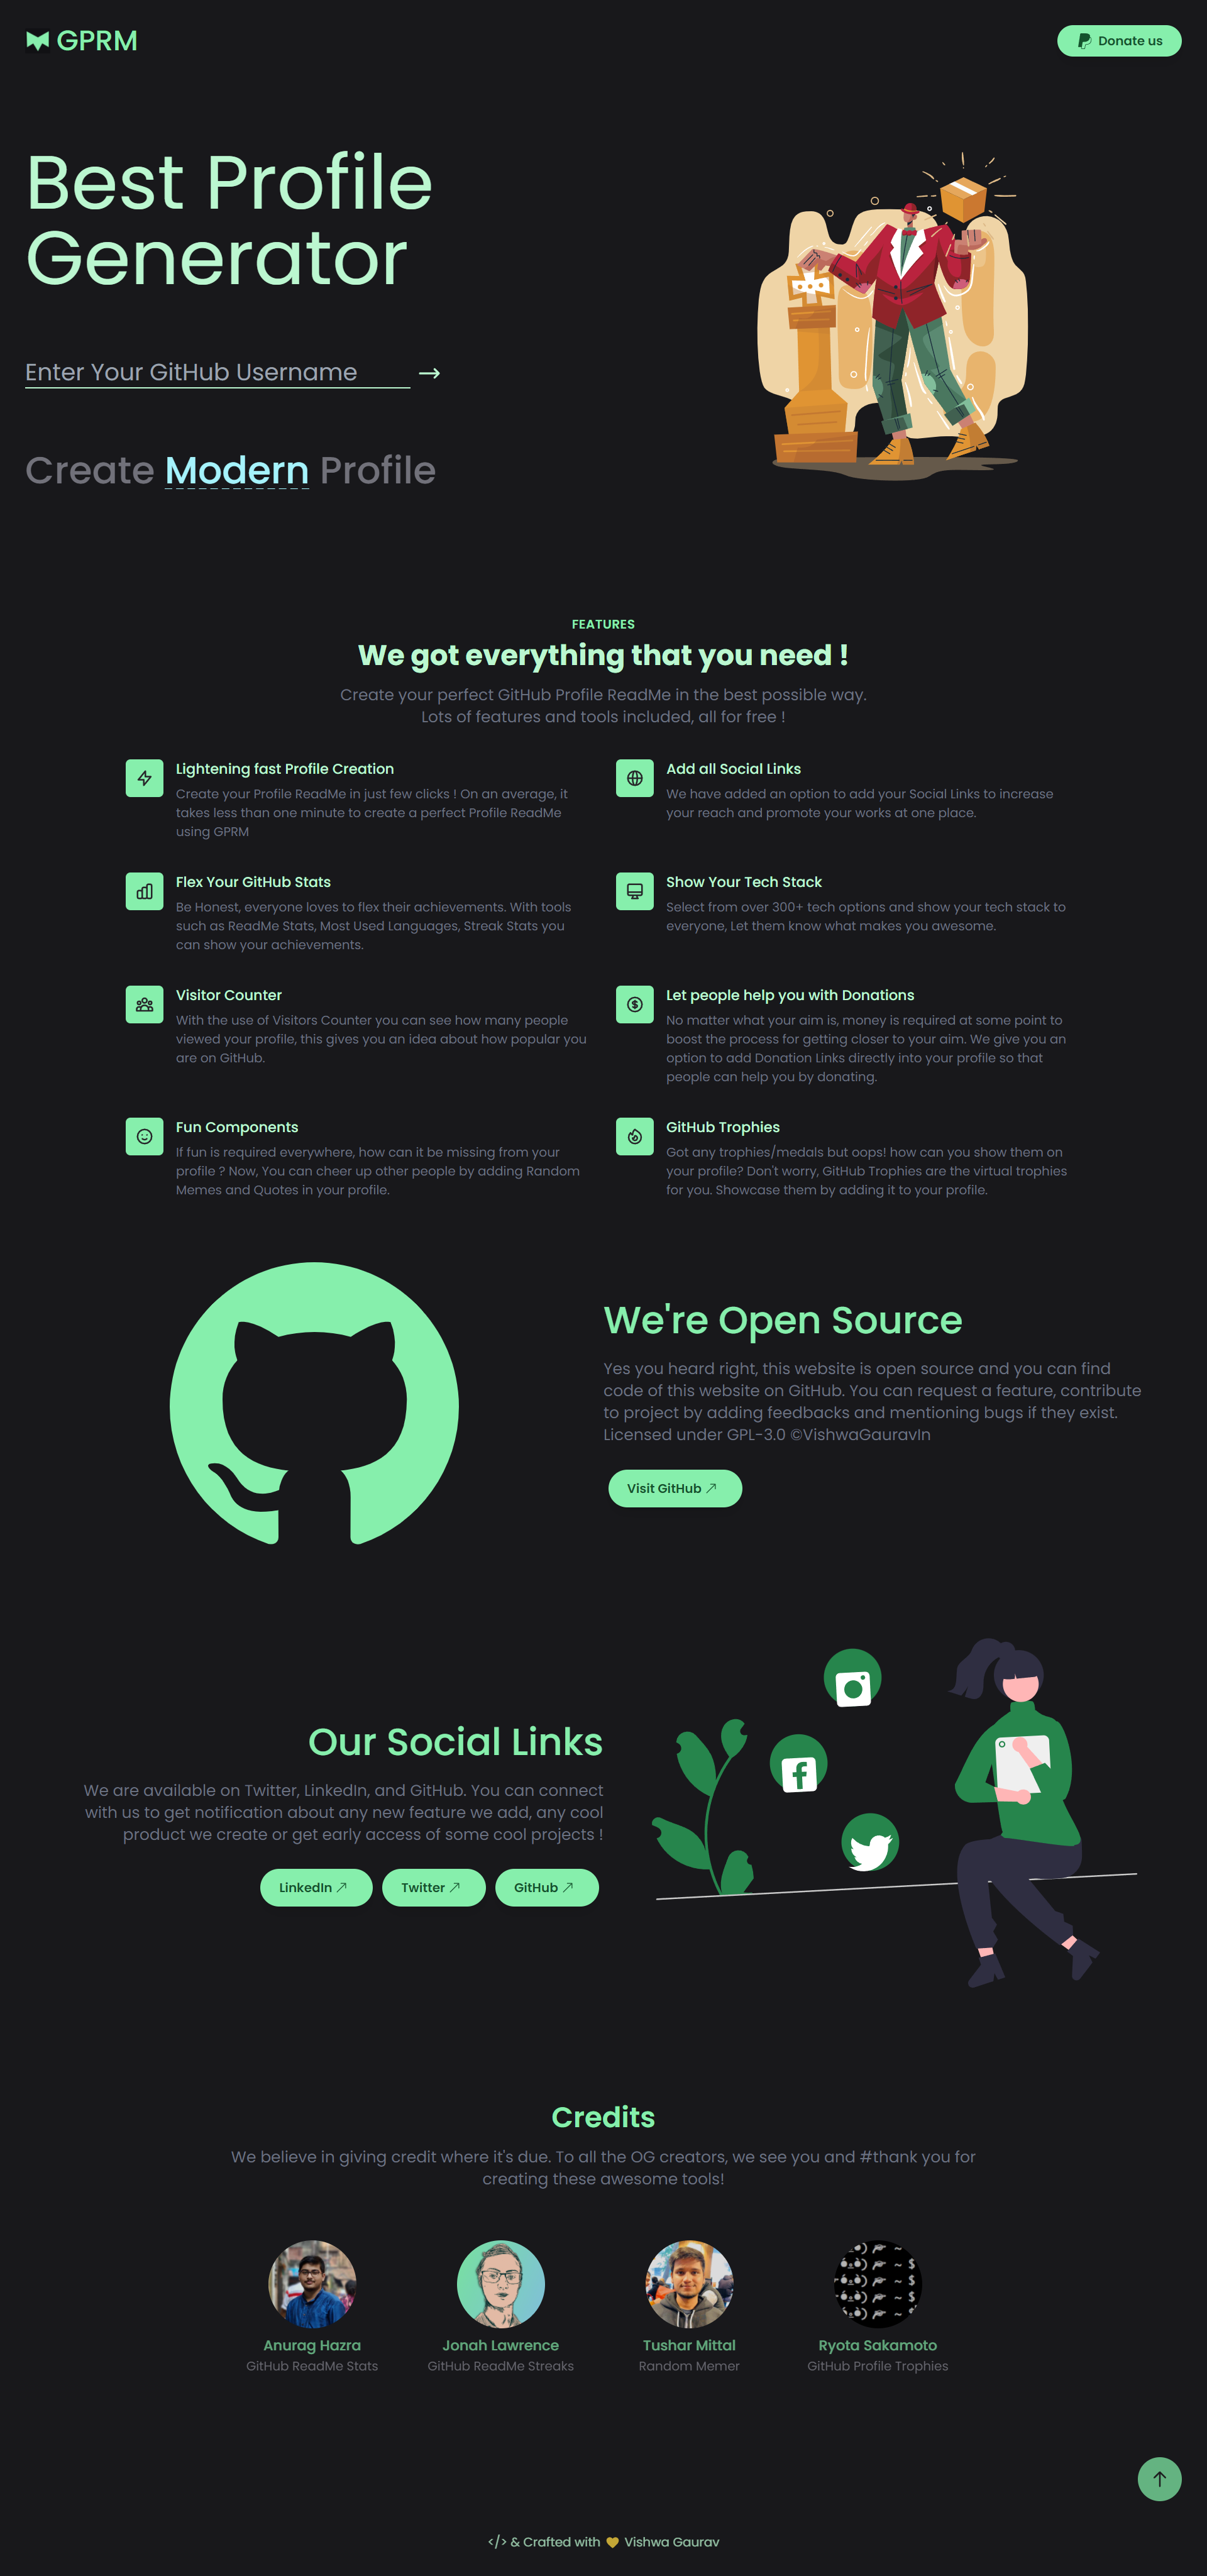 GPRM
Donate us
Best Profile
Generator
Enter Your GitHub Username
Create Modern Profile
FEATURES
We got everything that you need !
Create your perfect GitHub Profile ReadMe in the best possible way.
Lots of features and tools included, all for free !
Lightening fast Profile Creation
Create your Profile ReadMe in just few clicks ! On an average, it
takes less than one minute to create a perfect Profile ReadMe
using GPRM
Add all Social Links
We have added an option to add your Social Links to increase
your reach and promote your works at one place.
Flex Your GitHub Stats
Be Honest, everyone loves to flex their achievements. With tools
such as ReadMe Stats, Most Used Languages, Streak Stats you
can show your achievements.
Show Your Tech Stack
Select from over 300+ tech options and show your tech stack to
everyone, Let them know what makes you awesome.
Visitor Counter
With the use of Visitors Counter you can see how many people
viewed your profile, this gives you an idea about how popular you
are on GitHub.
Let people help you with Donations
No matter what your aim is, money is required at some point to
boost the process for getting closer to your aim. We give you an
option to add Donation Links directly into your profile so that
people can help you by donating.
Fun Components
If fun is required everywhere, how can it be missing from your
profile ? Now, You can cheer up other people by adding Random
Memes and Quotes in your profile.
GitHub Trophies
Got any trophies/medals but oops! how can you show them on
your profile? Don't worry, GitHub Trophies are the virtual trophies
for you. Showcase them by adding it to your profile.
We're Open Source
Yes you heard right, this website is open source and you can find
code of this website on GitHub. You can request a feature, contribute
to project by adding feedbacks and mentioning bugs if they exist.
Licensed under GPL-3.0 ©VishwaGauravIn
Visit GitHub
Our Social Links
We are available on Twitter, LinkedIn, and GitHub. You can connect
with us to get notification about any new feature we add, any cool
product we create or get early access of some cool projects !
LinkedIn
Twitter
GitHub
Credits
We believe in giving credit where it's due. To all the OG creators, we see you and #thank you for
creating these awesome tools!
Anurag Hazra
GitHub ReadMe Stats
Jonah Lawrence
GitHub ReadMe Streaks
Tushar Mittal
Random Memer
Ryota Sakamoto
GitHub Profile Trophies
</> & Crafted with 💛 Vishwa Gaurav